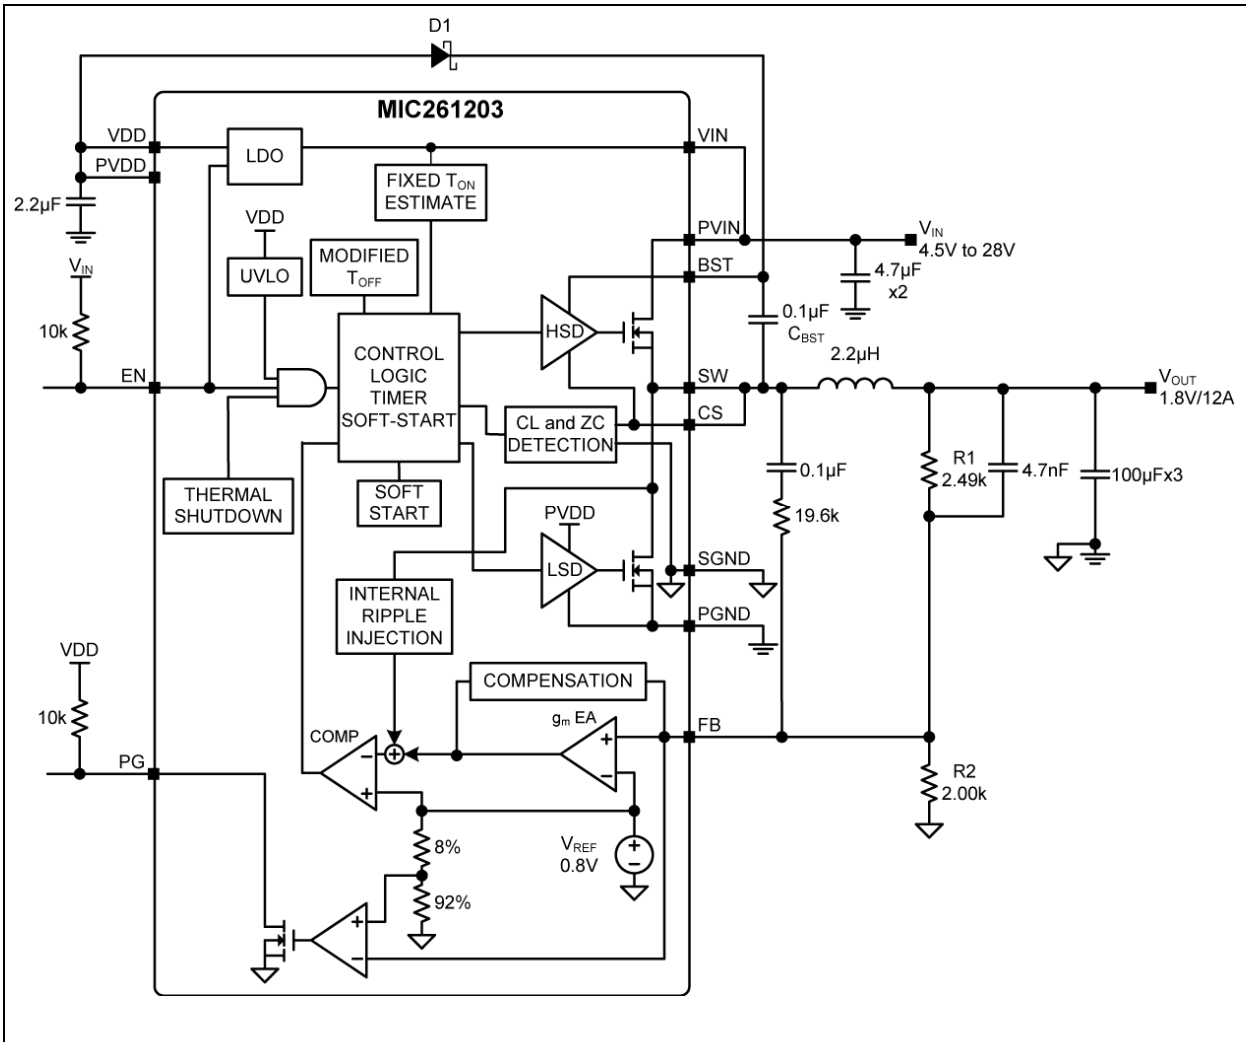 D1
MIC261203
VDD
LDO
VIN
PVDD
FIXED TON
ESTIMATE
2.2µF
VDD
PVIN
VIN
4.5V to 28V
MODIFIED
TOFF
VIN
UVLO
BST
4.7µF
x2
10k
HSD
0.1µF
CBST
CONTROL
LOGIC
TIMER
SOFT-START
2.2µH
EN
SW
VOUT
1.8V/12A
CS
CL and ZC
DETECTION
0.1µF
R1
2.49k
4.7nF
100µFx3
THERMAL
SHUTDOWN
SOFT
START
19.6k
PVDD
LSD
SGND
INTERNAL
RIPPLE
INJECTION
PGND
VDD
COMPENSATION
10k
gm EA
FB
COMP
+
−
−
+
+
−
PG
R2
2.00k
VREF
0.8V
+
−
8%
92%
+
−